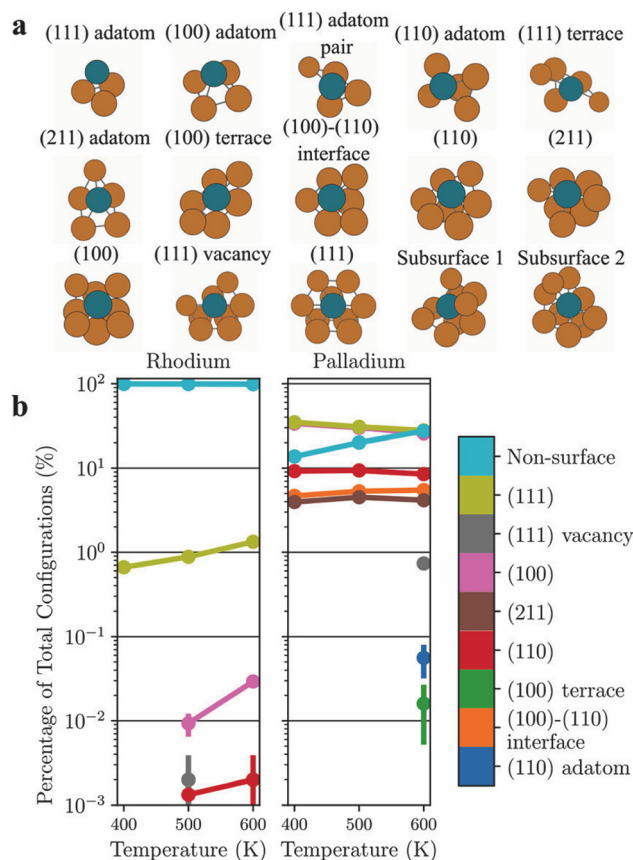 a
(111) adatom (100) adatom (111) adatom pair (110) adatom (111) terrace
(211) adatom (100) terrace (100)-(110) interface (110) (211)
(100) (111) vacancy (111) Subsurface 1 Subsurface 2
Rhodium Palladium
b
Percentage of Total Configurations (%)
10²
10¹
10⁰
10⁻¹
10⁻²
10⁻³
400 500 600 400 500 600
Temperature (K) Temperature (K)
Non-surface
(111)
(111) vacancy
(100)
(211)
(110)
(100) terrace
(100)-(110)
interface
(110) adatom